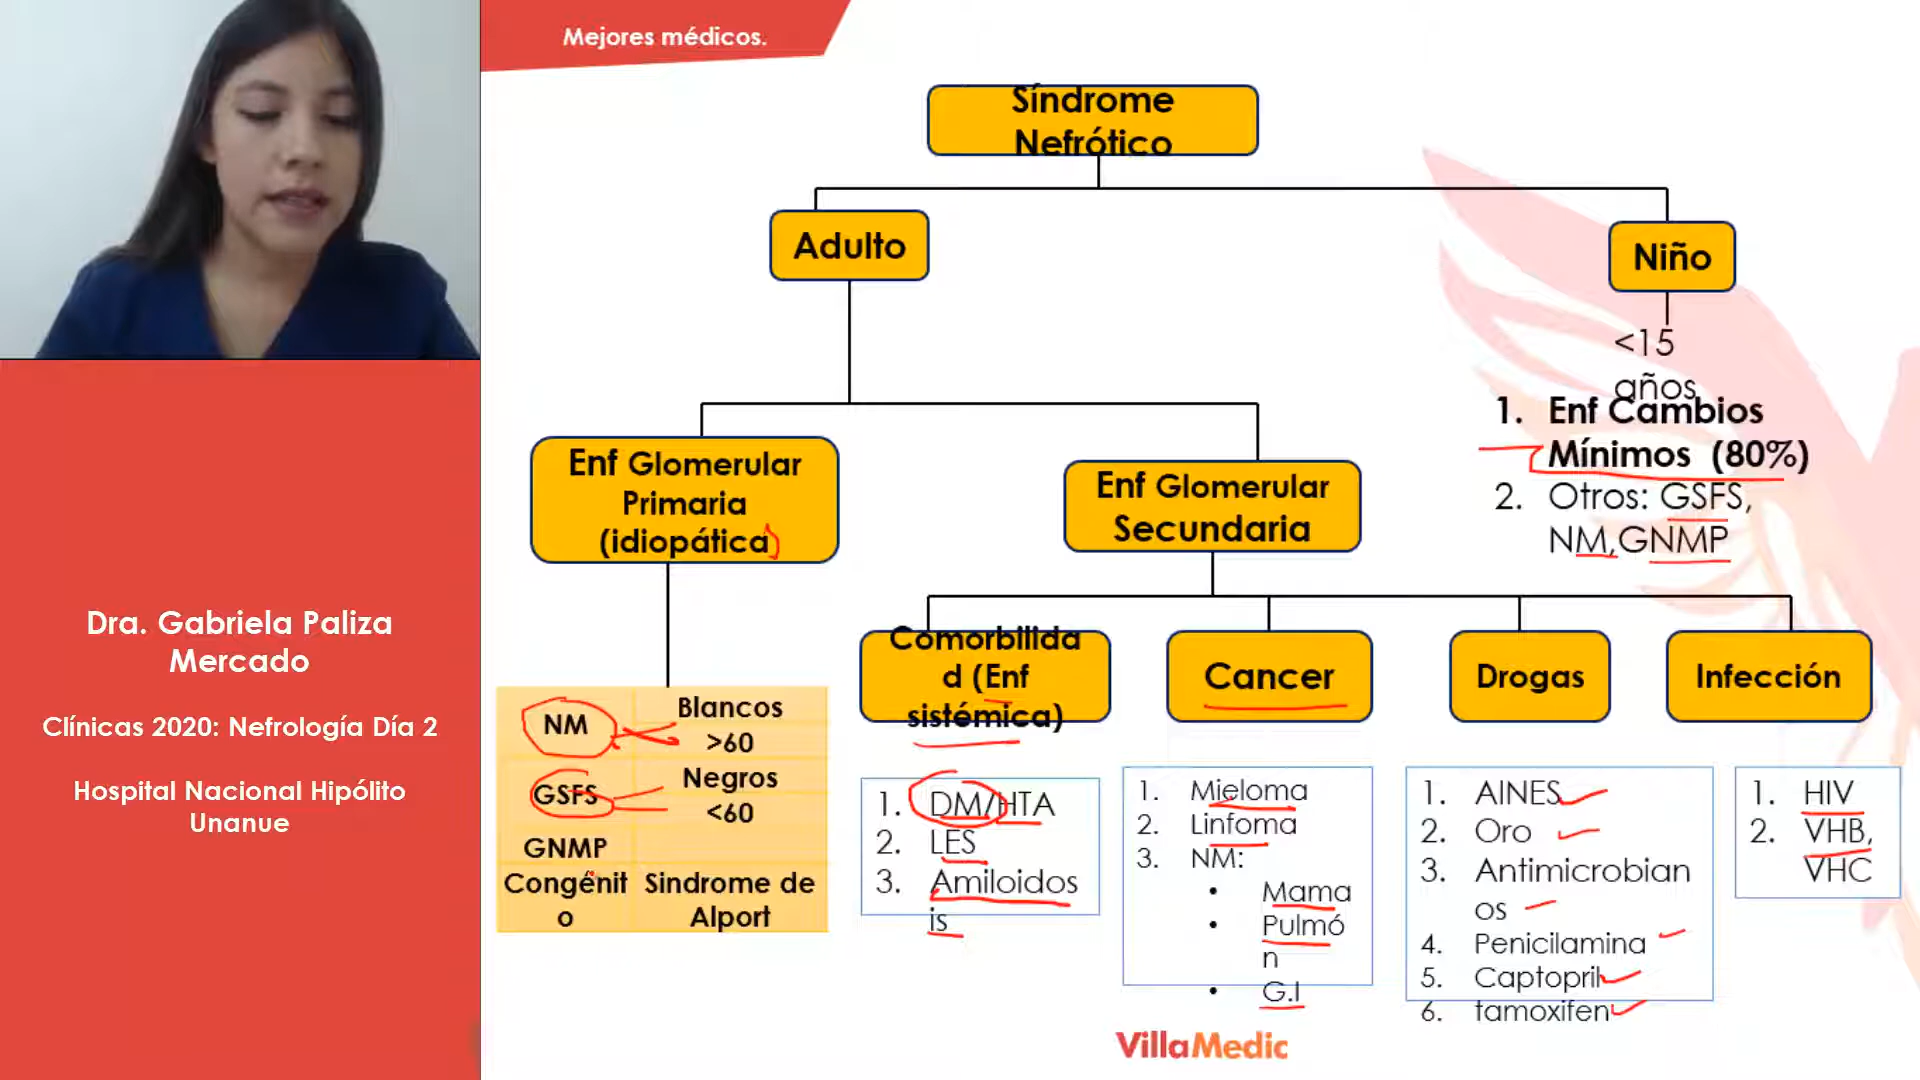 Mejores médicos.
Síndrome
Nefrótico
Adulto
Niño
<15
años
1. Enf Cambios
Mínimos (80%)
2. Otros: GSFS,
NM,GNMP
Enf Glomerular
Primaria
(idiopática)
Enf Glomerular
Secundaria
Comorbilida
d (Enf
sistémica)
Cancer
Drogas
Infección
NM
Blancos
>60
GSFS
Negros
<60
GNMP
Congénit
o
Sindrome de
Alport
1. DM/HTA
2. LES
3. Amiloidos
is
1. Mieloma
2. Linfoma
3. NM:
• Mama
• Pulmó
n
• G.I
1. AINES
2. Oro
3. Antimicrobian
os
4. Penicilamina
5. Captopril
6. tamoxifen
1. HIV
2. VHB,
VHC
Dra. Gabriela Paliza
Mercado
Clínicas 2020: Nefrología Día 2
Hospital Nacional Hipólito
Unanue
VillaMedic